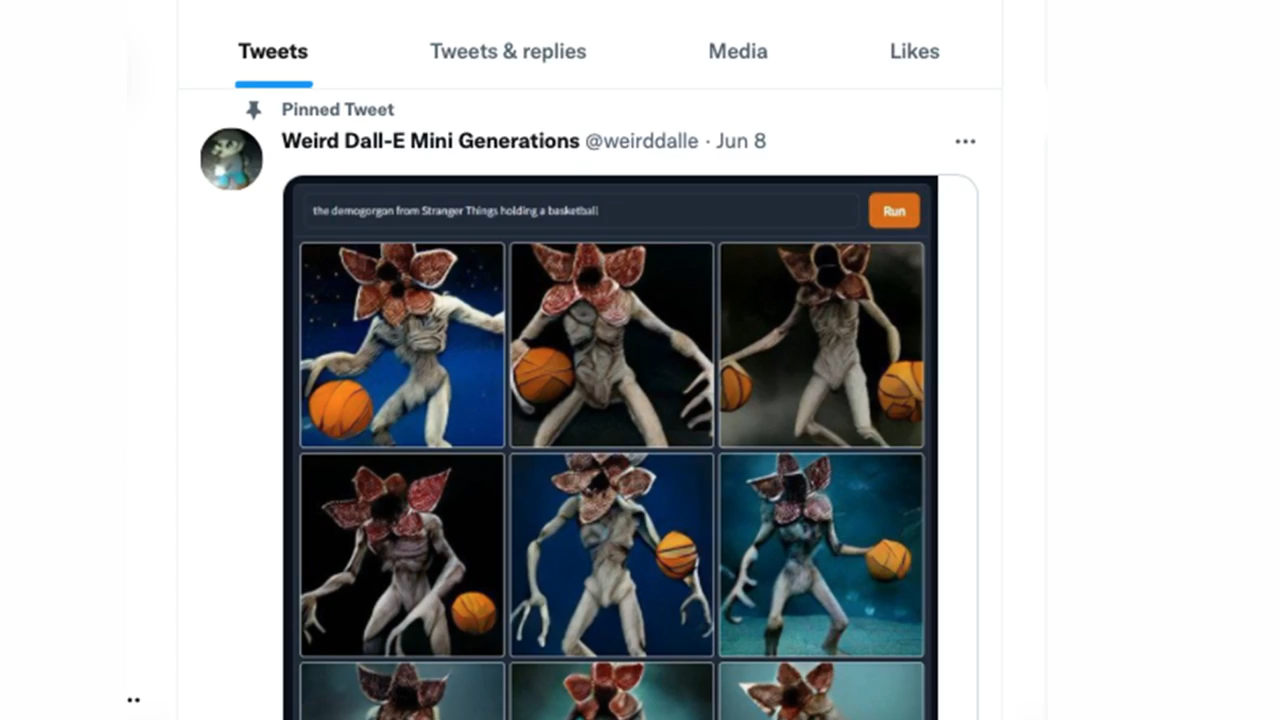 Tweets Tweets & replies Media Likes
Pinned Tweet
Weird Dall-E Mini Generations @weirddalle · Jun 8
the demogorgon from Stranger Things holding a basketball
Run